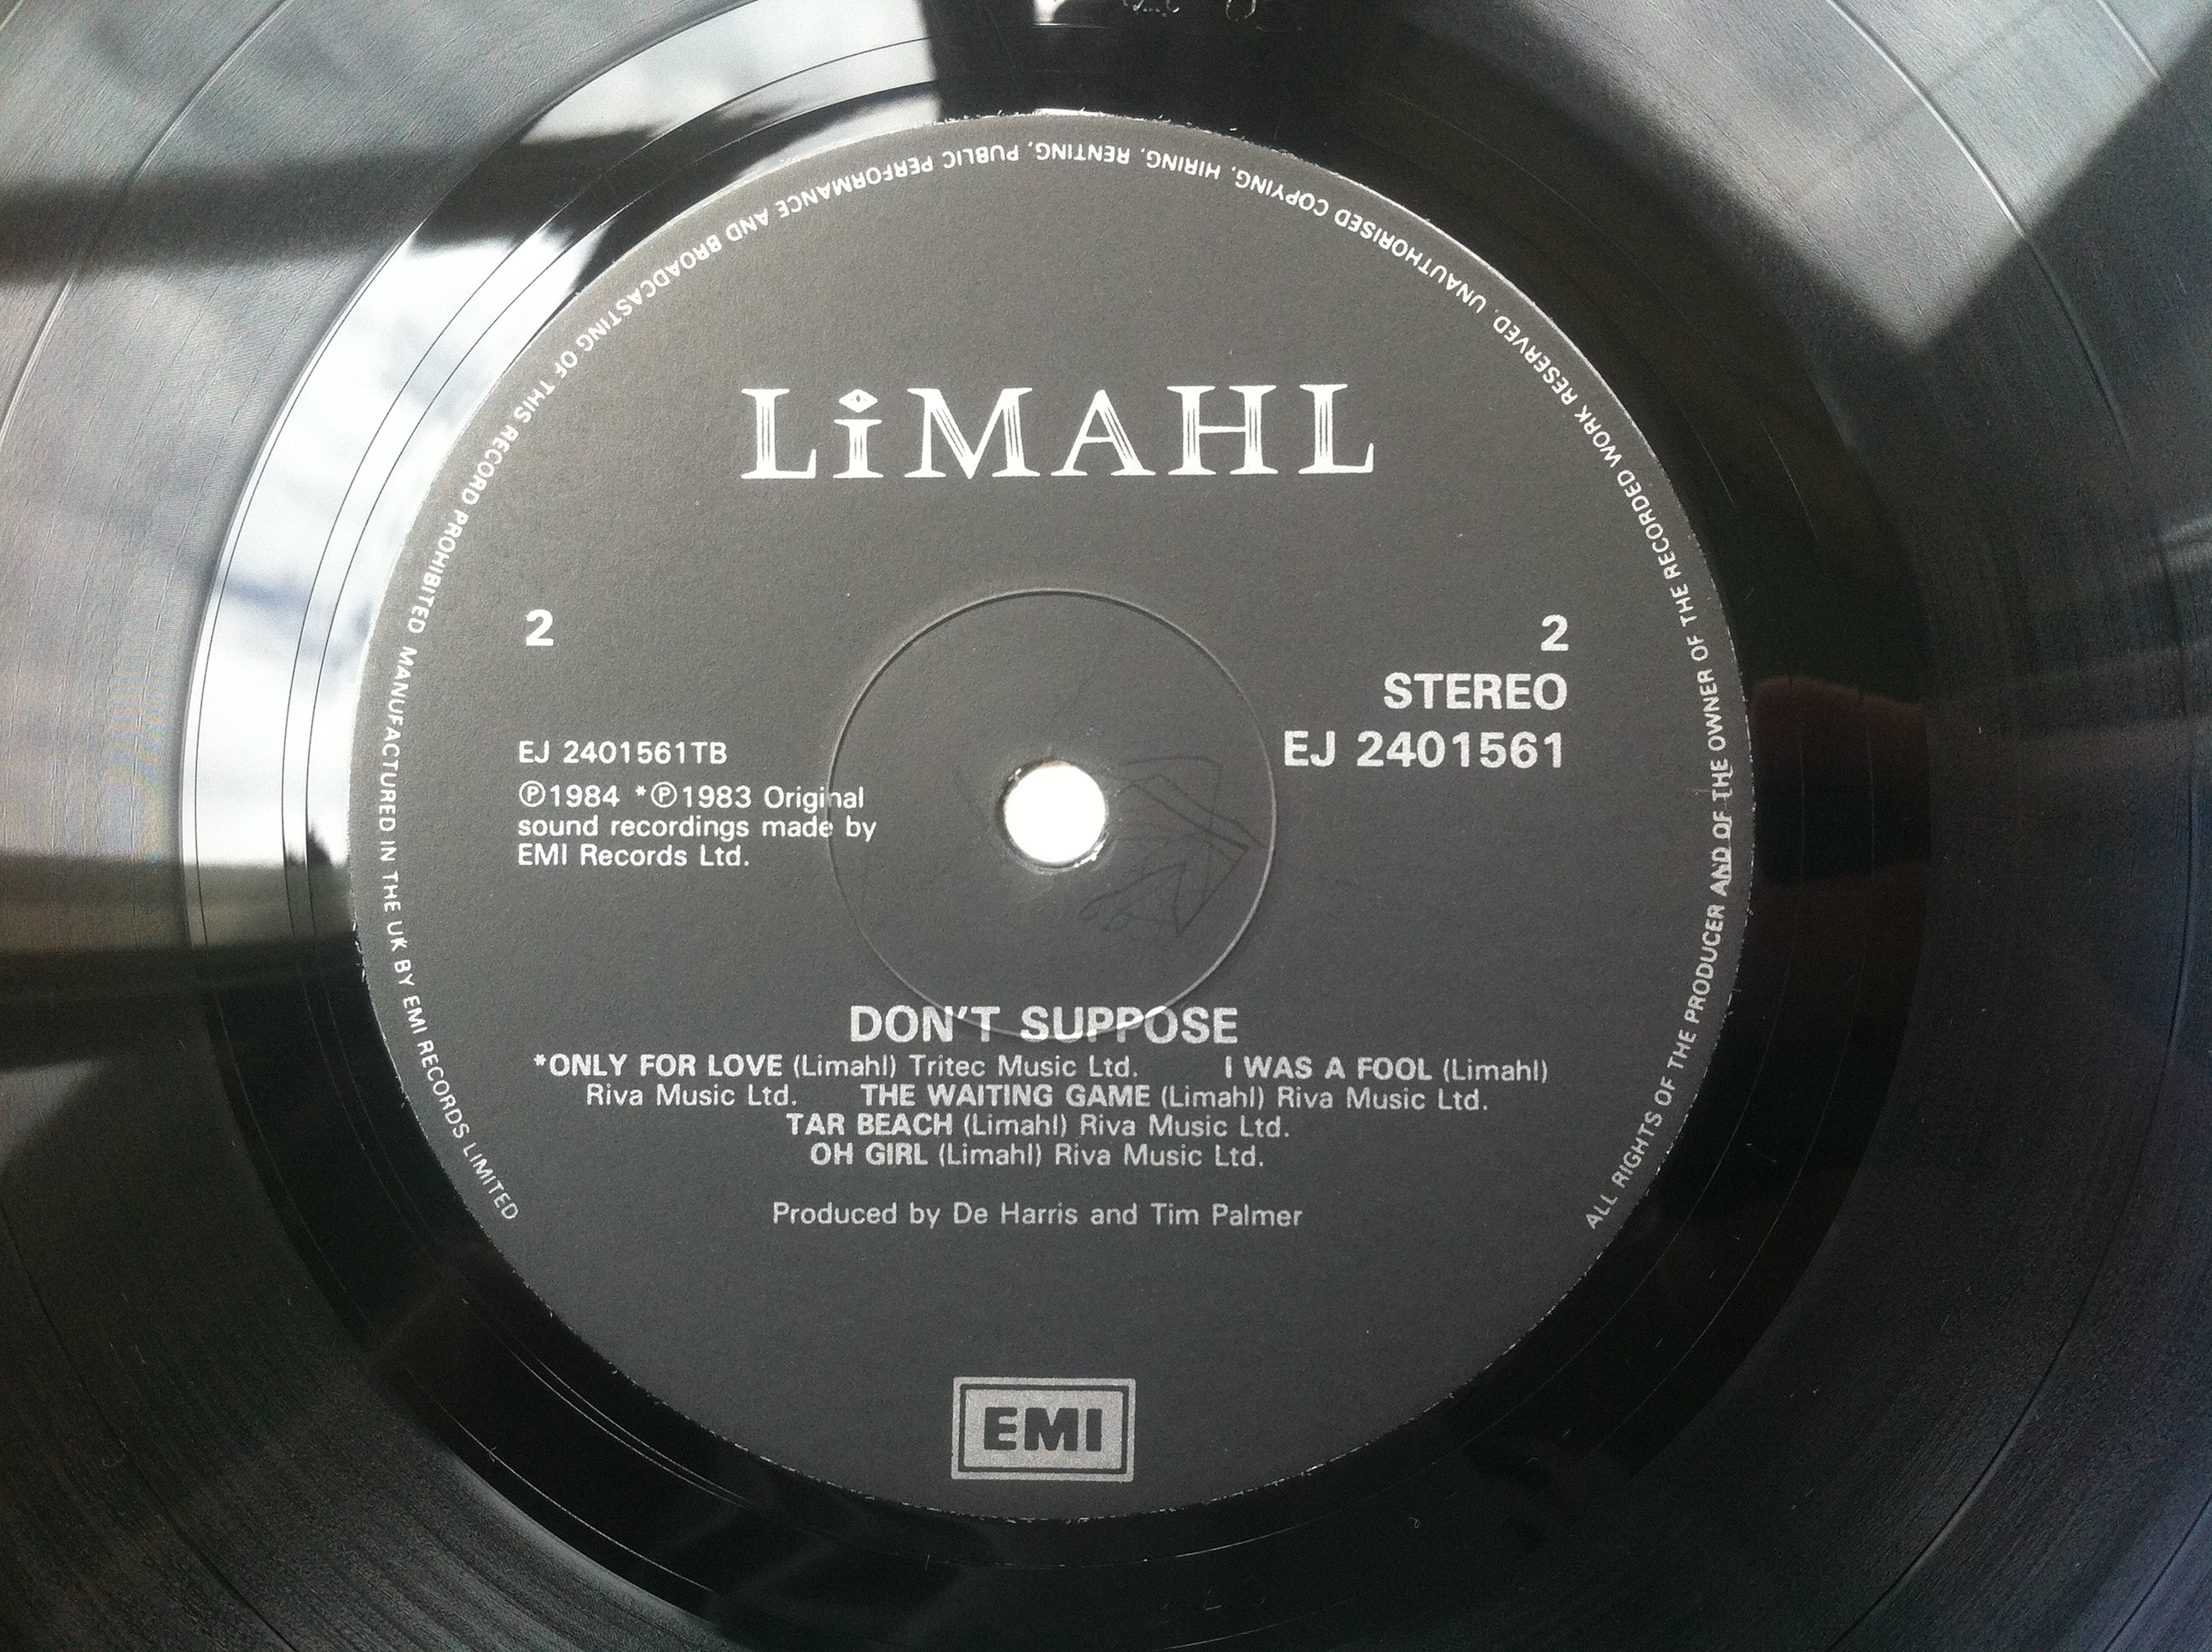 LiMAHL
2
2
STEREO
EJ 2401561
EJ 2401561TB
Ⓟ1984 *Ⓟ1983 Original
sound recordings made by
EMI Records Ltd.
DON'T SUPPOSE
*ONLY FOR LOVE (Limahl) Tritec Music Ltd. I WAS A FOOL (Limahl)
Riva Music Ltd. THE WAITING GAME (Limahl) Riva Music Ltd.
TAR BEACH (Limahl) Riva Music Ltd.
OH GIRL (Limahl) Riva Music Ltd.
Produced by De Harris and Tim Palmer
EMI
ALL RIGHTS OF THE PRODUCER AND OF THE OWNER OF THE RECORDED WORK RESERVED. UNAUTHORISED COPYING, HIRING, RENTING, PUBLIC PERFORMANCE AND BROADCASTING OF THIS RECORD PROHIBITED MANUFACTURED IN THE UK BY EMI RECORDS LIMITED